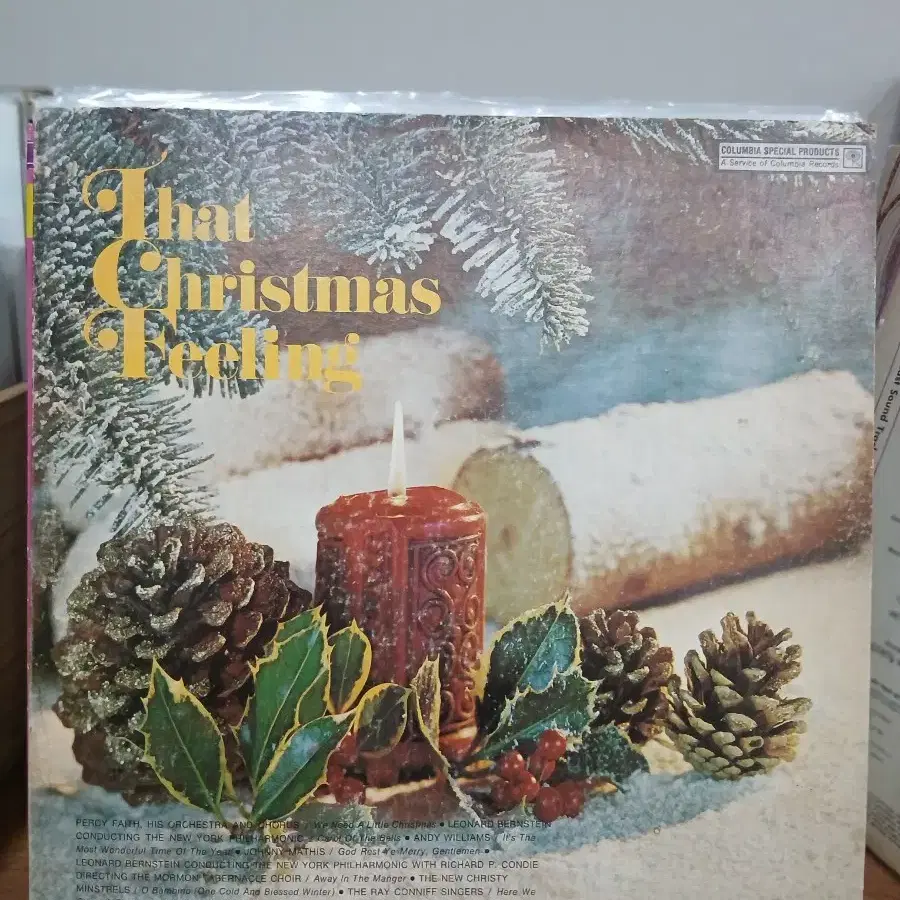 COLUMBIA SPECIAL PRODUCTS
A Service of Columbia Records
That
Christmas
Feeling
PERCY FAITH, HIS ORCHESTRA AND CHORUS / We Need A Little Christmas • LEONARD BERNSTEIN
CONDUCTING THE NEW YORK PHILHARMONIC / Carol Of The Bells • ANDY WILLIAMS / It's The
Most Wonderful Time Of The Year • JOHNNY MATHIS / God Rest Ye Merry, Gentlemen •
LEONARD BERNSTEIN CONDUCTING THE NEW YORK PHILHARMONIC WITH RICHARD P. CONDIE
DIRECTING THE MORMON TABERNACLE CHOIR / Away In The Manger • THE NEW CHRISTY
MINSTRELS / O Bambino (One Cold And Blessed Winter) • THE RAY CONNIFF SINGERS / Here We